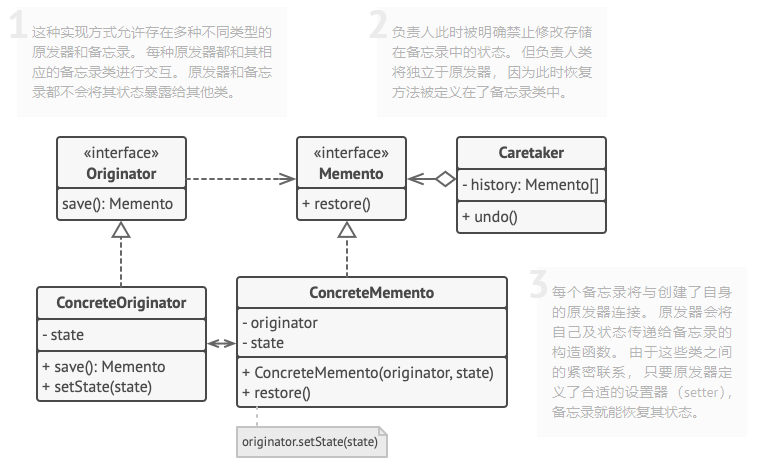 1
这种实现方式允许存在多种不同类型的
原发器和备忘录。 每种原发器都和其相
应的备忘录类进行交互。 原发器和备忘
录都不会将其状态暴露给其他类。
2
负责人此时被明确禁止修改存储
在备忘录中的状态。 但负责人类
将独立于原发器， 因为此时恢复
方法被定义在了备忘录类中。
«interface»
Originator
save(): Memento
«interface»
Memento
+ restore()
Caretaker
- history: Memento[]
+ undo()
ConcreteOriginator
- state
+ save(): Memento
+ setState(state)
ConcreteMemento
- originator
- state
+ ConcreteMemento(originator, state)
+ restore()
originator.setState(state)
3
每个备忘录将与创建了自身
的原发器连接。 原发器会将
自己及状态传递给备忘录的
构造函数。 由于这些类之间
的紧密联系， 只要原发器定
义了合适的设置器 （setter），
备忘录就能恢复其状态。